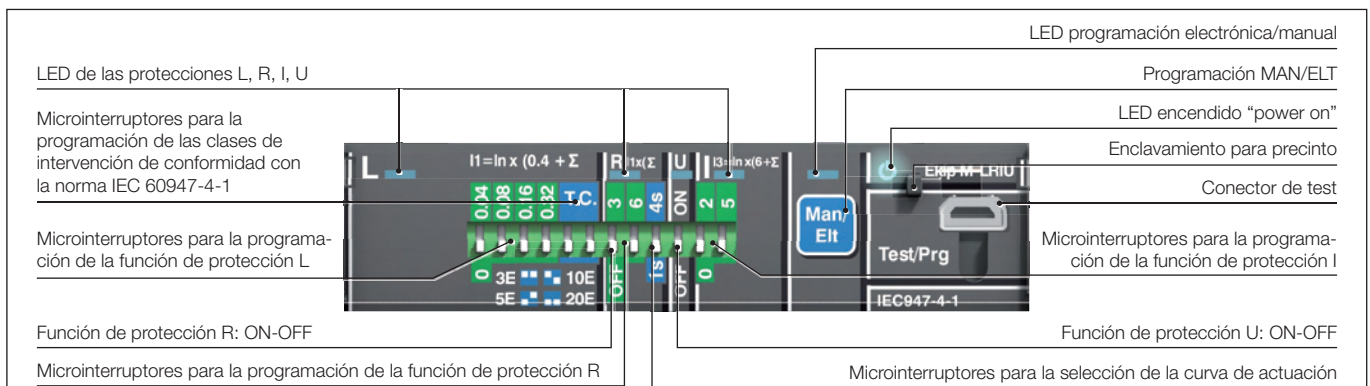 LED programación electrónica/manual
LED de las protecciones L, R, I, U
Programación MAN/ELT
LED encendido “power on”
Microinterruptores para la
programación de las clases de
intervención de conformidad con
la norma IEC 60947-4-1
Enclavamiento para precinto
Conector de test
L
I1=In x (0.4 + Σ
R I1x(Σ
U
I I3=In x(6+Σ
Ekip M-LRIU
0.04
0.08
0.16
0.32
T.C.
3
6
4s
ON
2
5
Man/
Elt
Microinterruptores para la programa-
ción de la función de protección L
Microinterruptores para la programa-
ción de la función de protección I
Test/Prg
0
3E
10E
5E
20E
OFF
1s
OFF
0
IEC947-4-1
Función de protección R: ON-OFF
Función de protección U: ON-OFF
Microinterruptores para la programación de la función de protección R
Microinterruptores para la selección de la curva de actuación